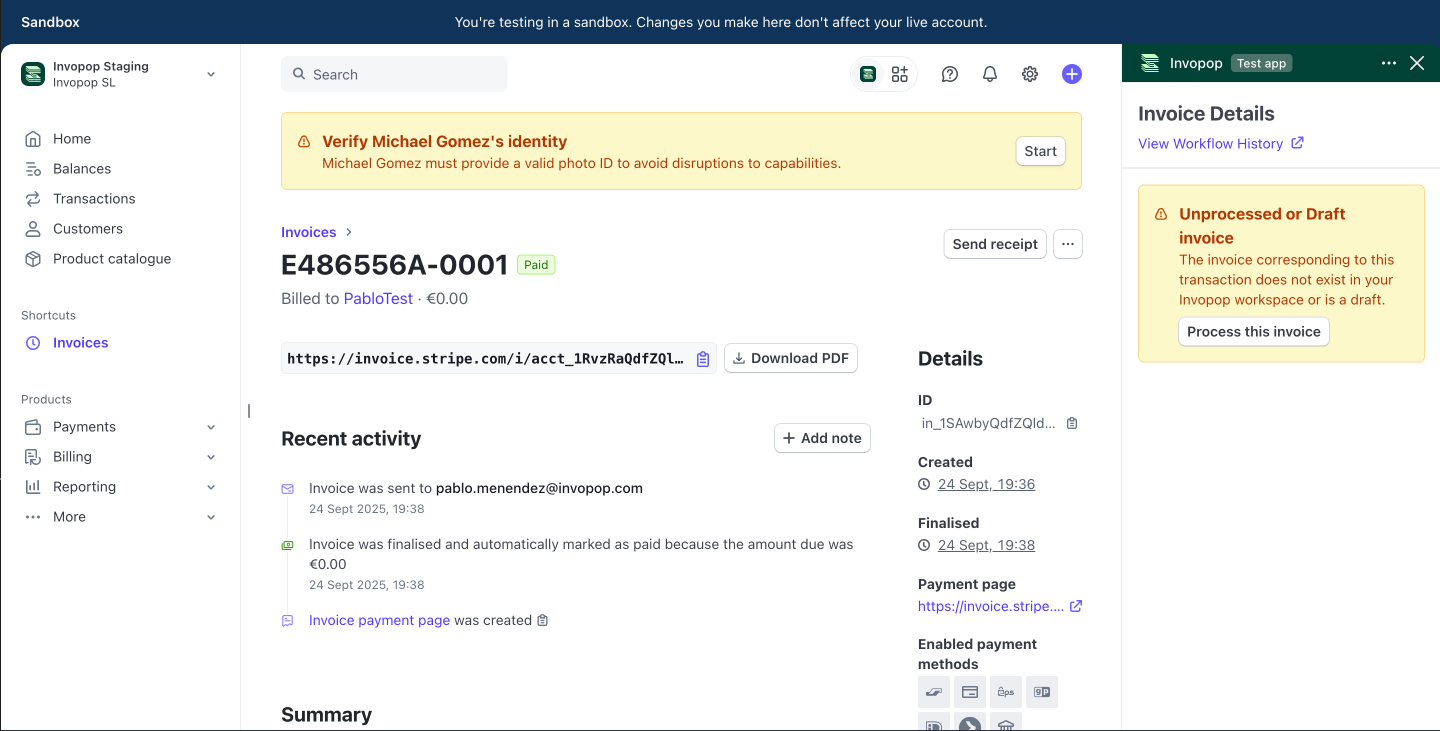 Sandbox
You're testing in a sandbox. Changes you make here don't affect your live account.
Invopop Staging
Invopop SL
Home
Balances
Transactions
Customers
Product catalogue
Shortcuts
Invoices
Products
Payments
Billing
Reporting
More
Search
Verify Michael Gomez's identity
Michael Gomez must provide a valid photo ID to avoid disruptions to capabilities.
Start
Invoices
E486556A-0001 Paid
Billed to PabloTest · €0.00
Send receipt
https://invoice.stripe.com/i/acct_1RvzRaQdfZQl…
Download PDF
Recent activity
Add note
Invoice was sent to pablo.menendez@invopop.com
24 Sept 2025, 19:38
Invoice was finalised and automatically marked as paid because the amount due was
€0.00
24 Sept 2025, 19:38
Invoice payment page was created
Summary
Details
ID
in_1SAwbyQdfZQld...
Created
24 Sept, 19:36
Finalised
24 Sept, 19:38
Payment page
https://invoice.stripe....
Enabled payment
methods
eps
Invopop Test app
Invoice Details
View Workflow History
Unprocessed or Draft
invoice
The invoice corresponding to this
transaction does not exist in your
Invopop workspace or is a draft.
Process this invoice